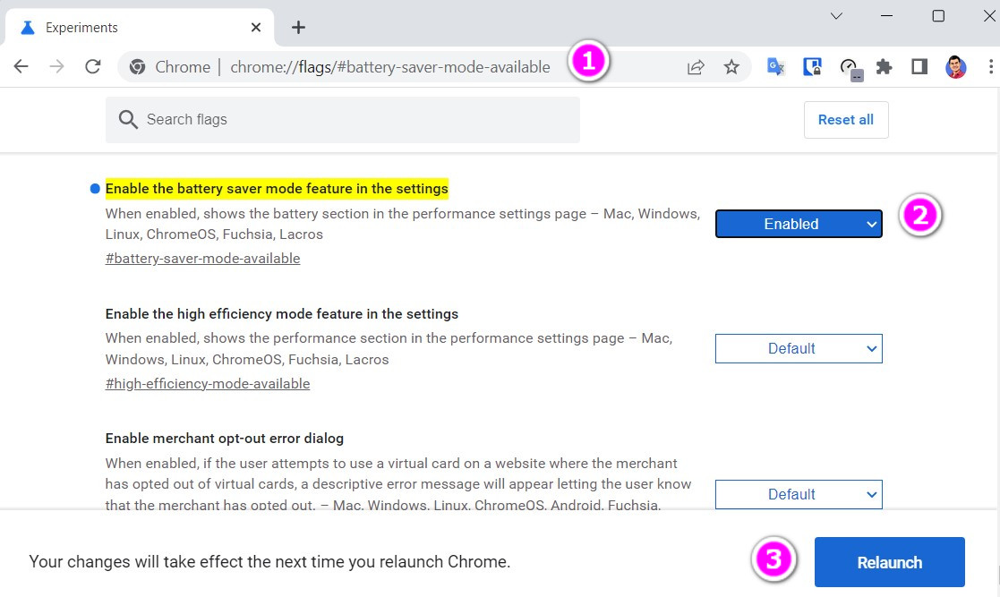 Experiments
Chrome | chrome://flags/#battery-saver-mode-available
1
Search flags
Reset all
Enable the battery saver mode feature in the settings
When enabled, shows the battery section in the performance settings page – Mac, Windows,
Linux, ChromeOS, Fuchsia, Lacros
#battery-saver-mode-available
Enabled
2
Enable the high efficiency mode feature in the settings
When enabled, shows the performance section in the performance settings page – Mac,
Windows, Linux, ChromeOS, Fuchsia, Lacros
#high-efficiency-mode-available
Default
Enable merchant opt-out error dialog
When enabled, if the user attempts to use a virtual card on a website where the merchant
has opted out of virtual cards, a descriptive error message will appear letting the user know
that the merchant has opted out. – Mac, Windows, Linux, ChromeOS, Android, Fuchsia,
Default
Your changes will take effect the next time you relaunch Chrome.
3
Relaunch